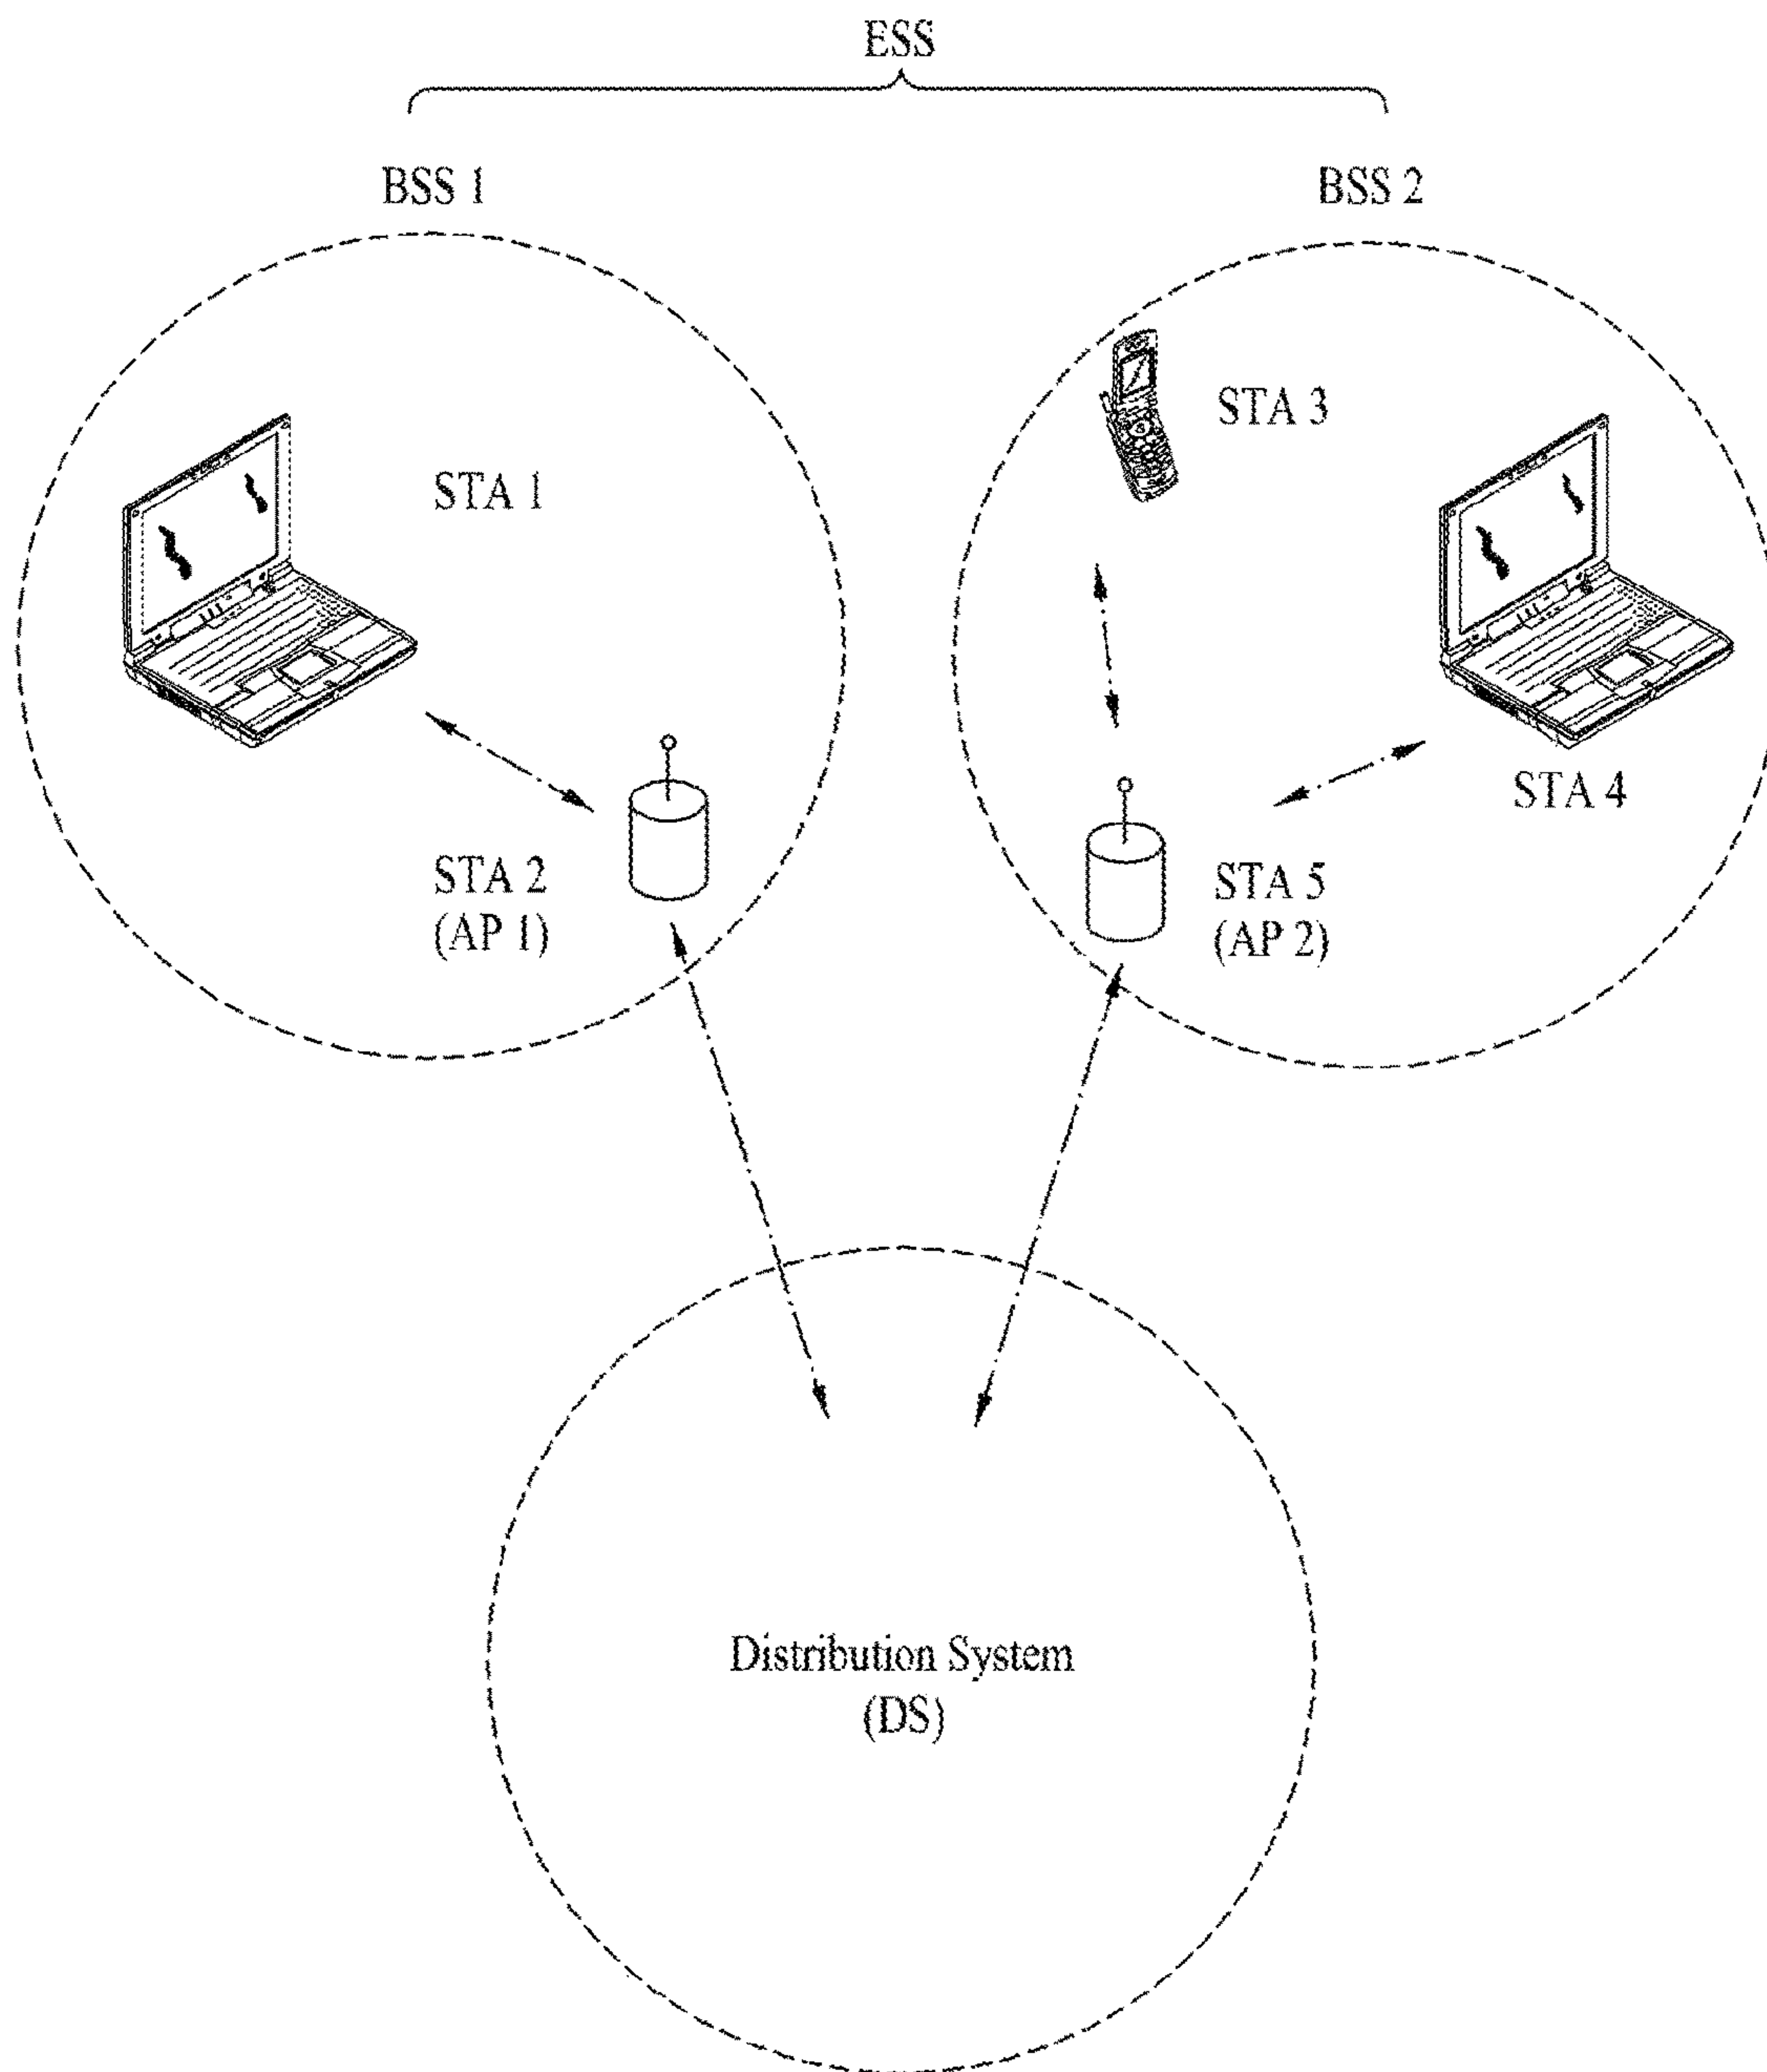 ESS
BSS 1
BSS 2
STA 1
STA 3
STA 4
STA 2
(AP 1)
STA 5
(AP 2)
Distribution System
(DS)